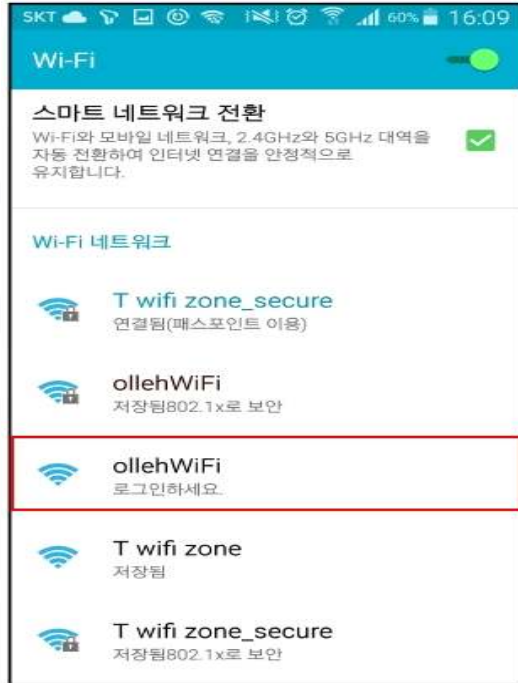 SKT 60% 16:09
Wi-Fi
스마트 네트워크 전환
Wi-Fi와 모바일 네트워크, 2.4GHz와 5GHz 대역을
자동 전환하여 인터넷 연결을 안정적으로
유지합니다.
Wi-Fi 네트워크
T wifi zone_secure
연결됨(패스포인트 이용)
ollehWiFi
저장됨802.1x로 보안
ollehWiFi
로그인하세요.
T wifi zone
저장됨
T wifi zone_secure
저장됨802.1x로 보안